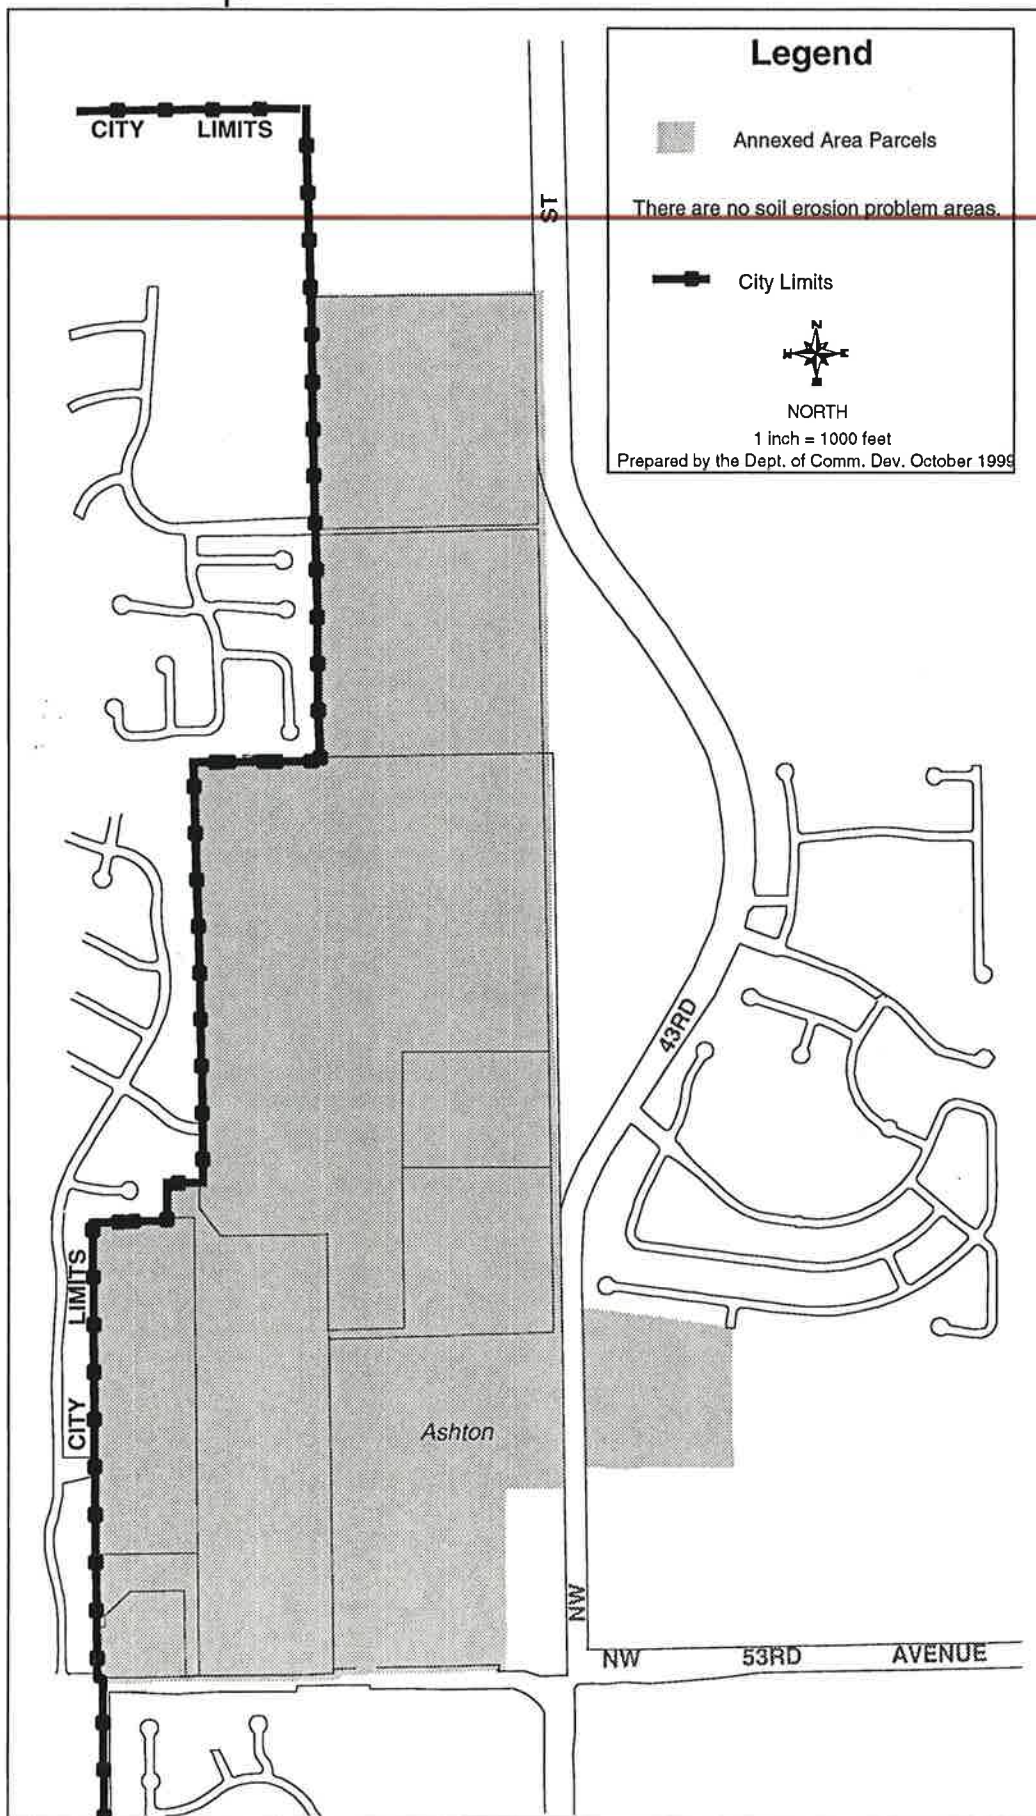 Legend
Annexed Area Parcels
There are no soil erosion problem areas.
City Limits
N
W E
NORTH
1 inch = 1000 feet
Prepared by the Dept. of Comm. Dev. October 1999
CITY LIMITS
ST
43RD
CITY LIMITS
Ashton
NW
NW 53RD AVENUE